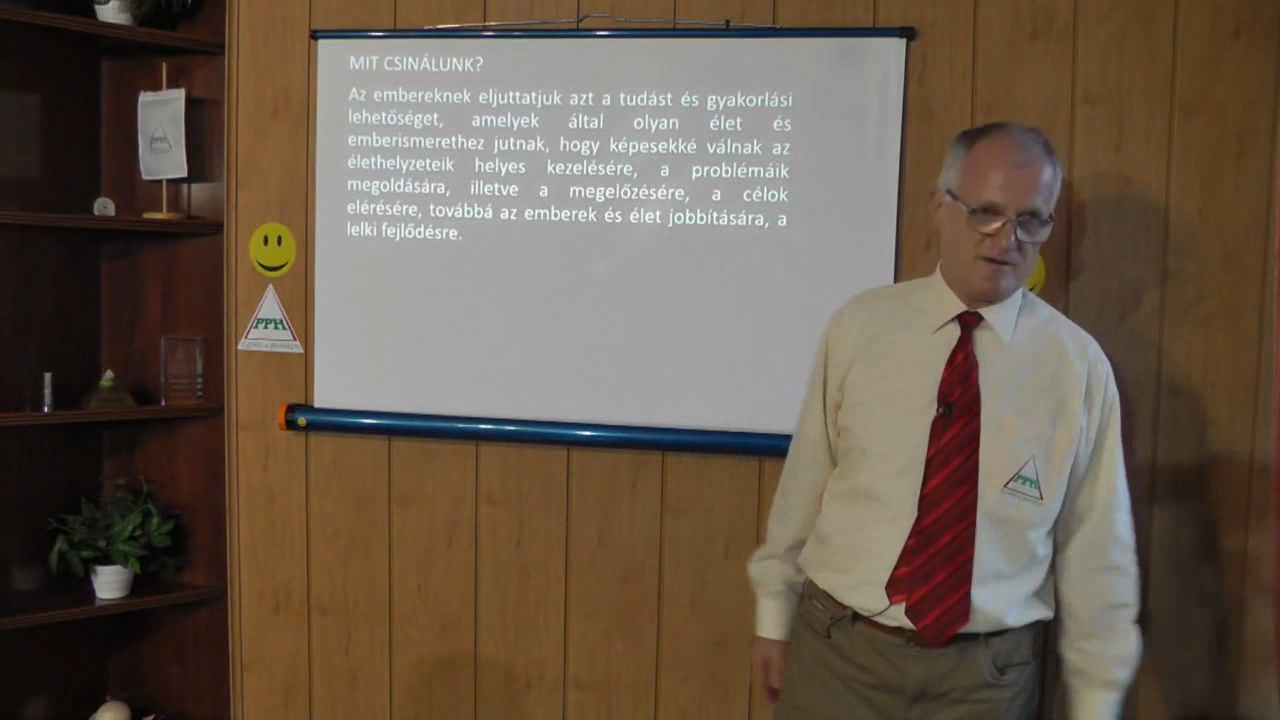 MIT CSINÁLUNK?
Az embereknek eljuttatjuk azt a tudást és gyakorlási
lehetőséget, amelyek által olyan élet és
emberismerethez jutnak, hogy képesekké válnak az
élethelyzeteik helyes kezelésére, a problémáik
megoldására, illetve a megelőzésére, a célok
elérésére, továbbá az emberek és élet jobbítására, a
lelki fejlődésre.
PPH
PPH